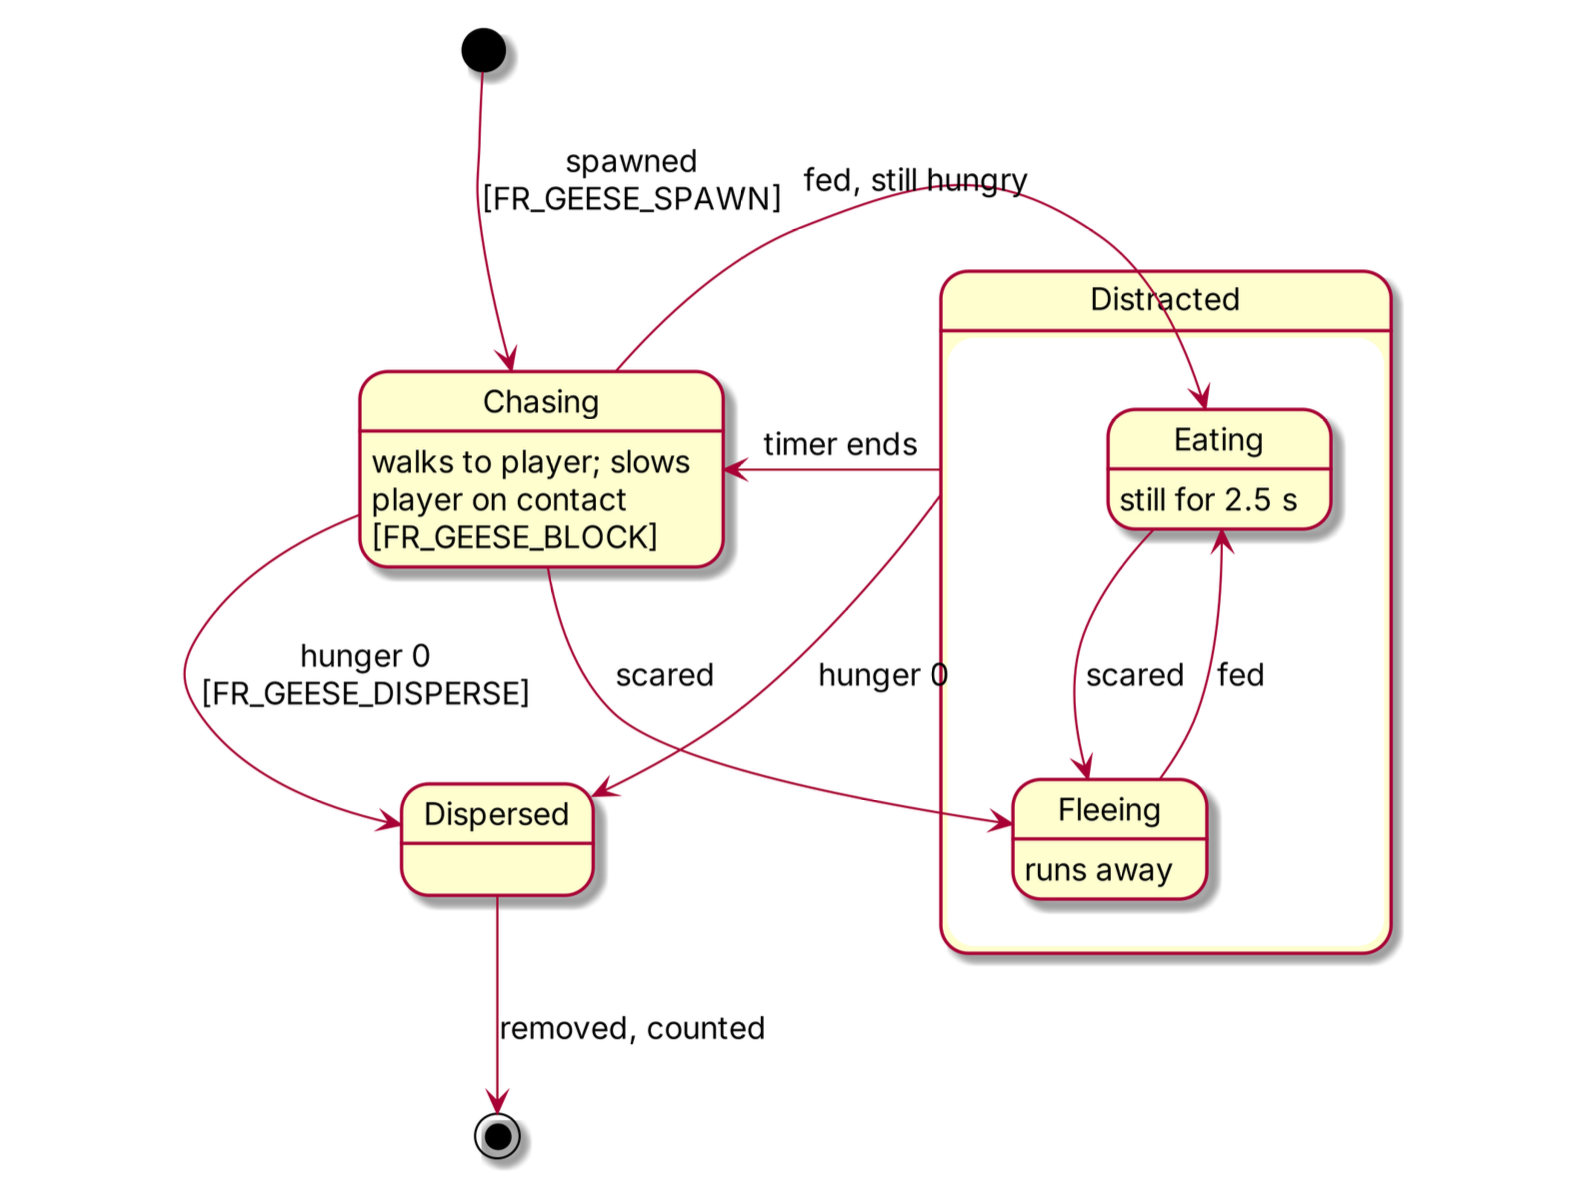 spawned
[FR_GEESE_SPAWN]
fed, still hungry
Distracted
Chasing
walks to player; slows
player on contact
[FR_GEESE_BLOCK]
timer ends
Eating
still for 2.5 s
hunger 0
[FR_GEESE_DISPERSE]
scared
hunger 0
scared
fed
Dispersed
Fleeing
runs away
removed, counted